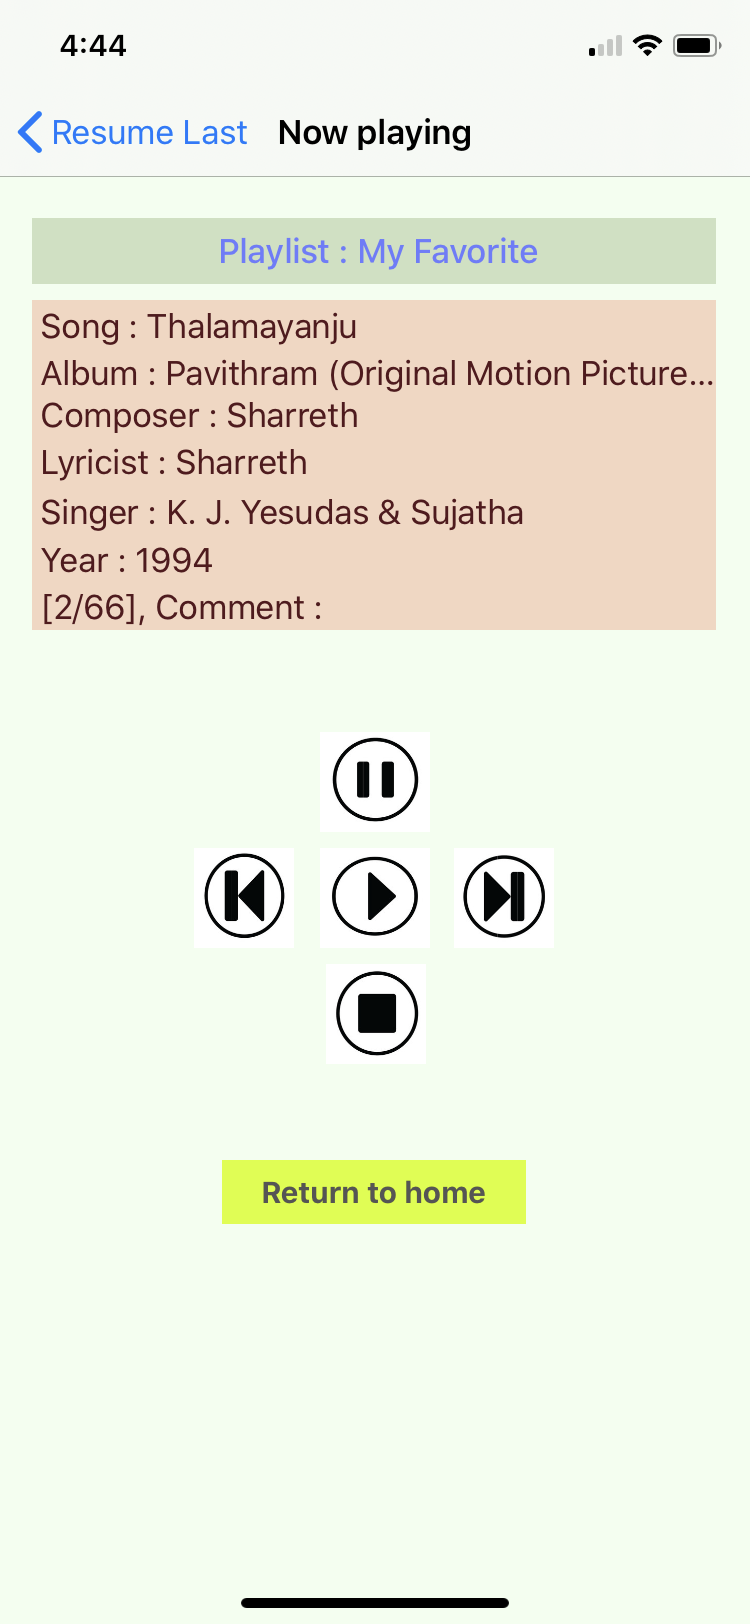 4:44
Resume Last Now playing
Playlist : My Favorite
Song : Thalamayanju
Album : Pavithram (Original Motion Picture...
Composer : Sharreth
Lyricist : Sharreth
Singer : K. J. Yesudas & Sujatha
Year : 1994
[2/66], Comment :
Return to home